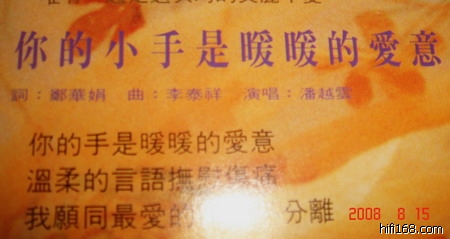 你的小手是暖暖的愛意
詞：鄭華娟 曲：李泰祥 演唱：潘越雲
你的手是暖暖的愛意
溫柔的言語撫慰傷痛
我願同最愛的 分離
2008 8 15
hifi168.com